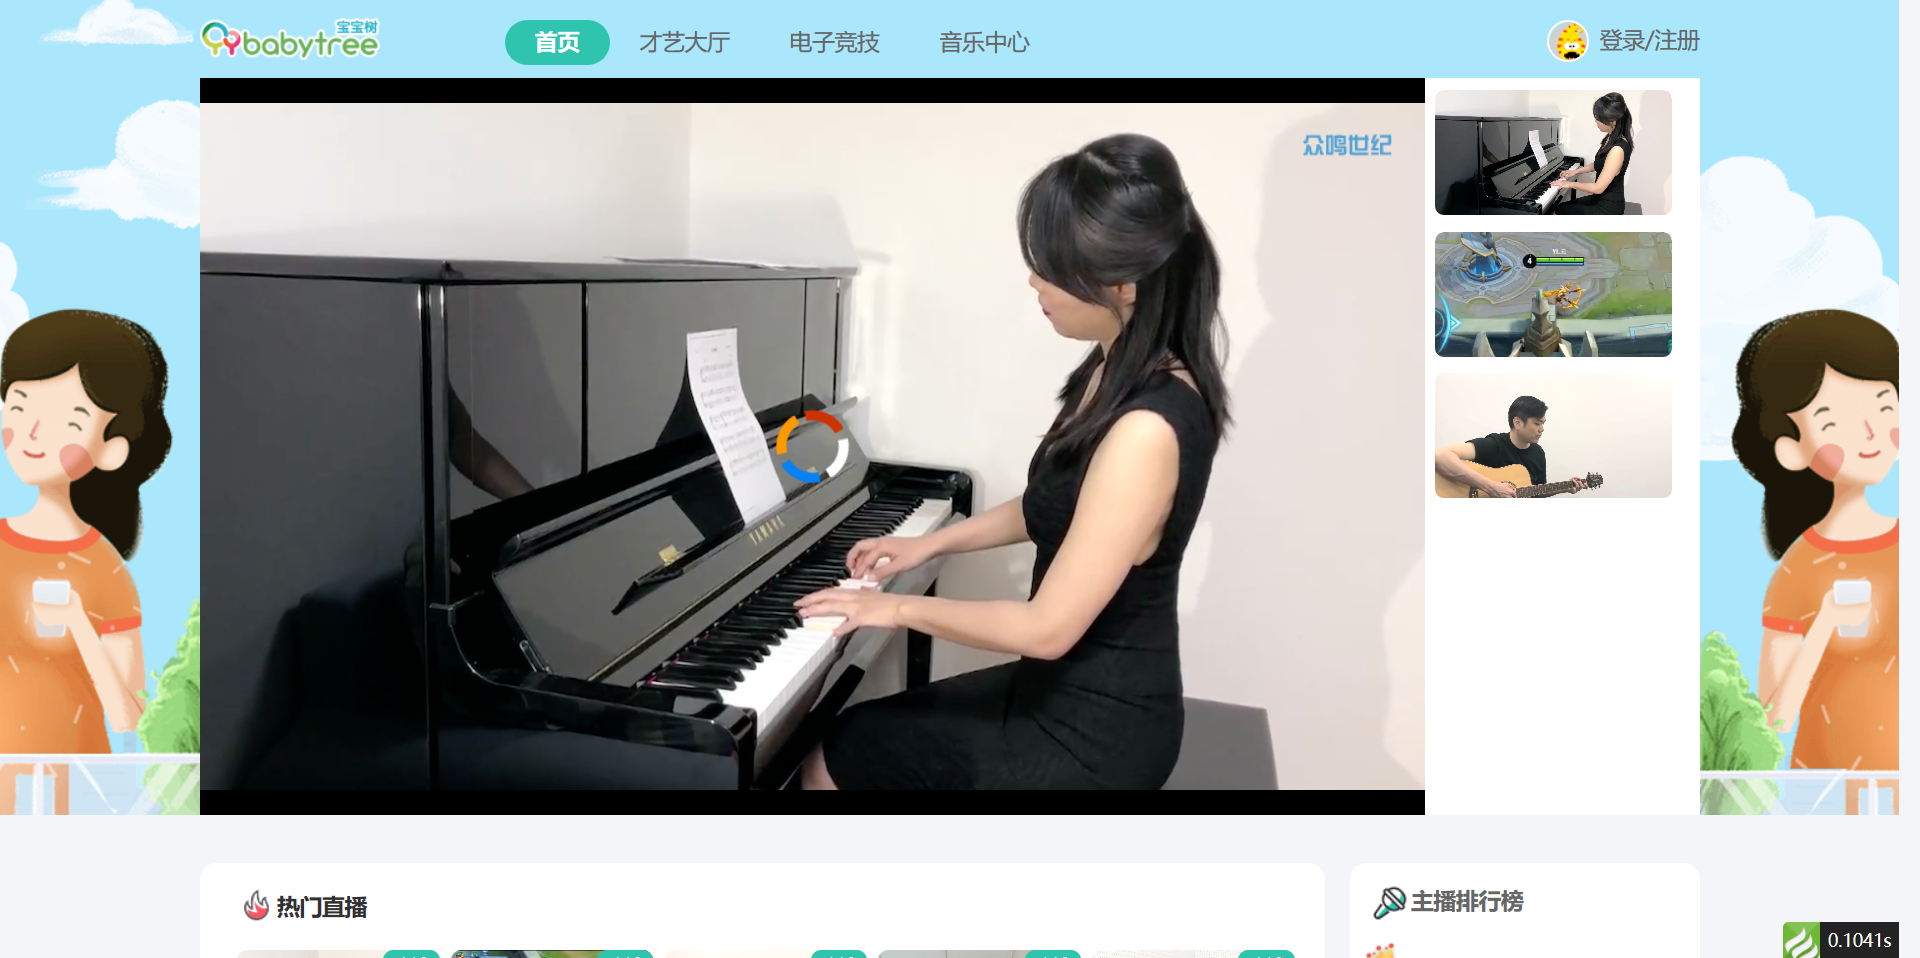 宝宝树
babytree
首页
才艺大厅
电子竞技
音乐中心
登录/注册
众鸣世纪
YAMAHA
4
热门直播
主播排行榜
0.1041s